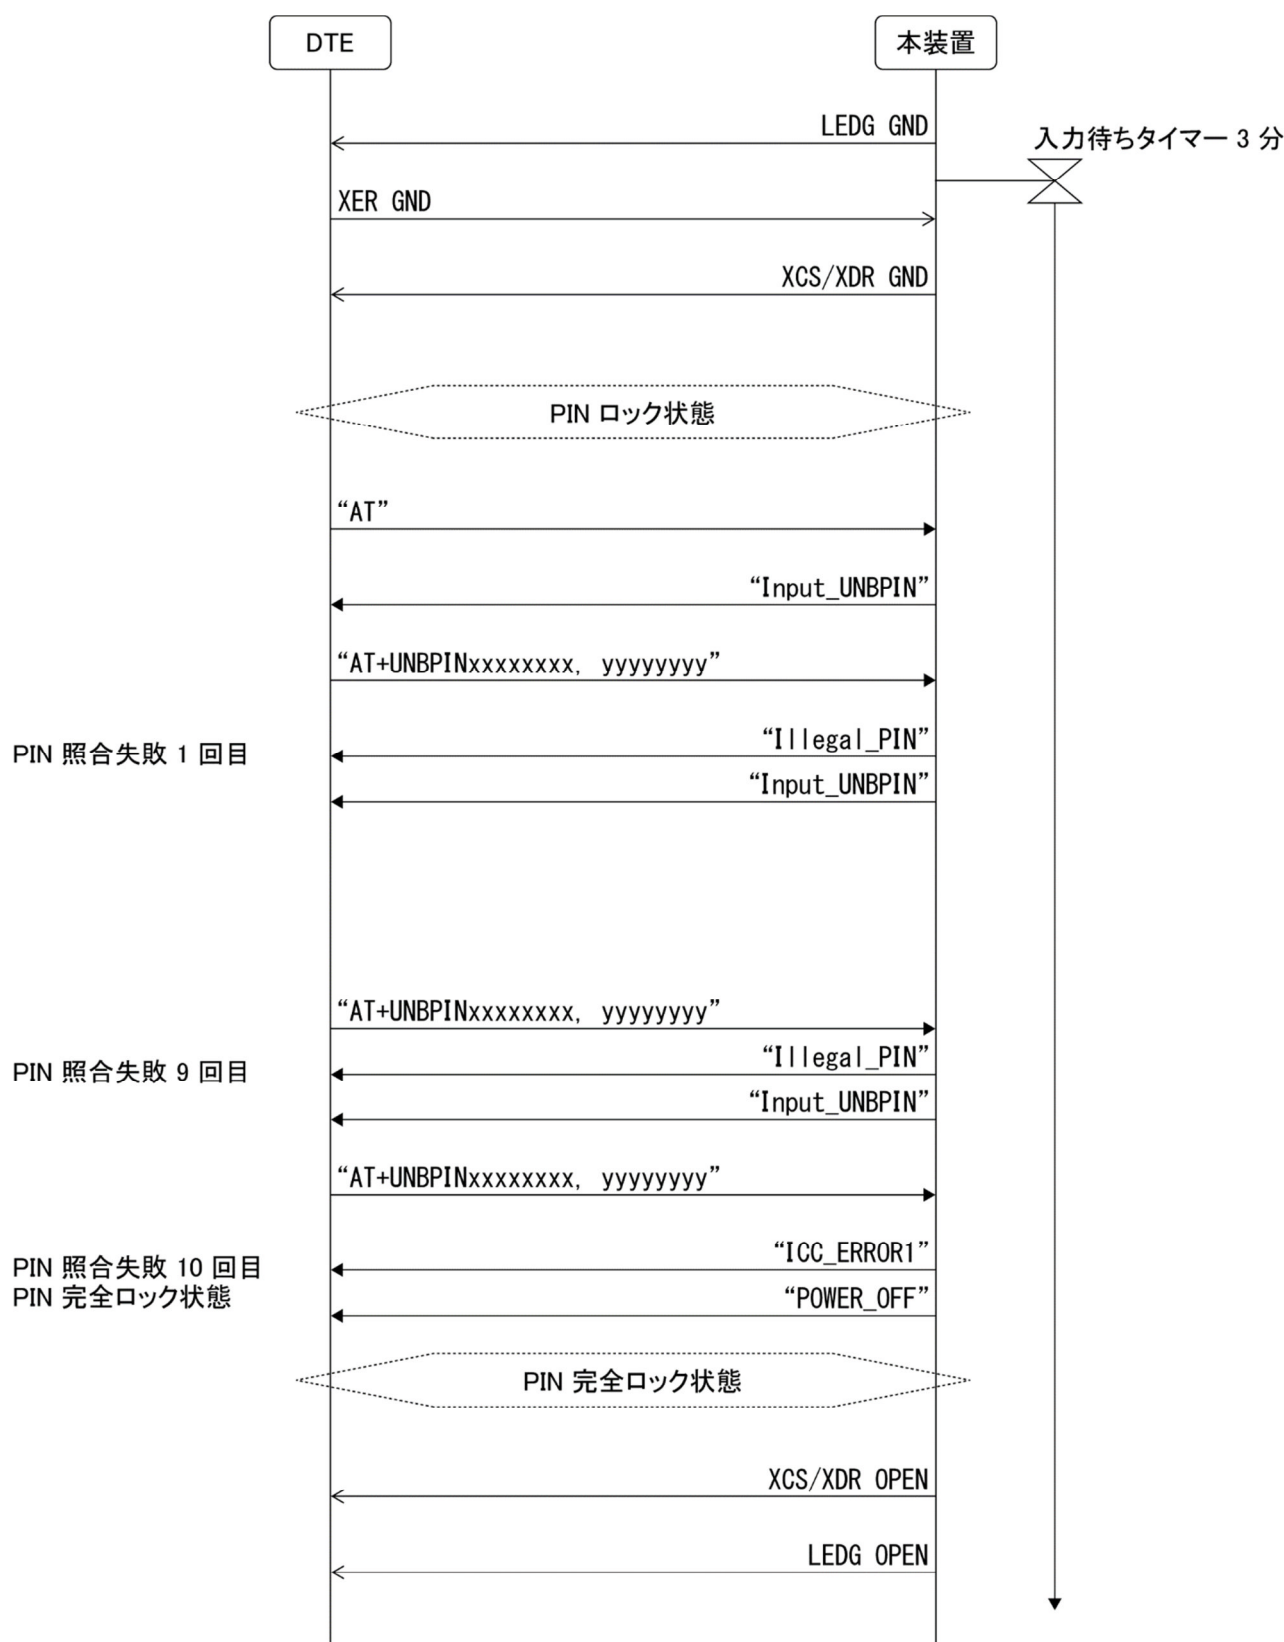 DTE
本装置
LEDG GND
入力待ちタイマー 3 分
XER GND
XCS/XDR GND
PIN ロック状態
“AT”
“Input_UNBPIN”
“AT+UNBPINxxxxxxxx, yyyyyyyy”
“Illegal_PIN”
PIN 照合失敗 1 回目
“Input_UNBPIN”
“AT+UNBPINxxxxxxxx, yyyyyyyy”
“Illegal_PIN”
PIN 照合失敗 9 回目
“Input_UNBPIN”
“AT+UNBPINxxxxxxxx, yyyyyyyy”
“ICC_ERROR1”
PIN 照合失敗 10 回目
PIN 完全ロック状態
“POWER_OFF”
PIN 完全ロック状態
XCS/XDR OPEN
LEDG OPEN